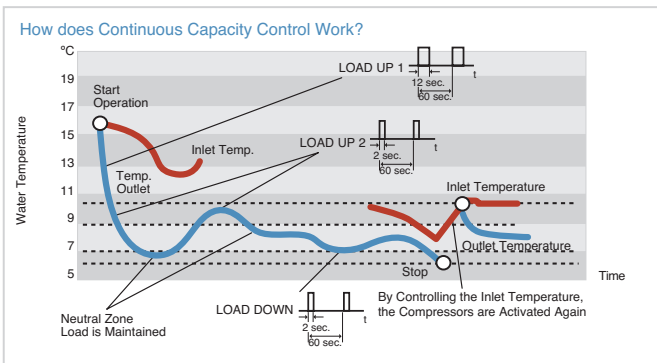 How does Continuous Capacity Control Work?
ºC
19
17
15
13
11
9
7
5
Water Temperature
Start
Operation
Inlet Temp.
Temp.
Outlet
LOAD UP 1
t
12 sec.
60 sec.
LOAD UP 2
t
2 sec.
60 sec.
Inlet Temperature
Outlet Temperature
Stop
Time
Neutral Zone
Load is Maintained
LOAD DOWN
t
2 sec.
60 sec.
By Controlling the Inlet Temperature,
the Compressors are Activated Again